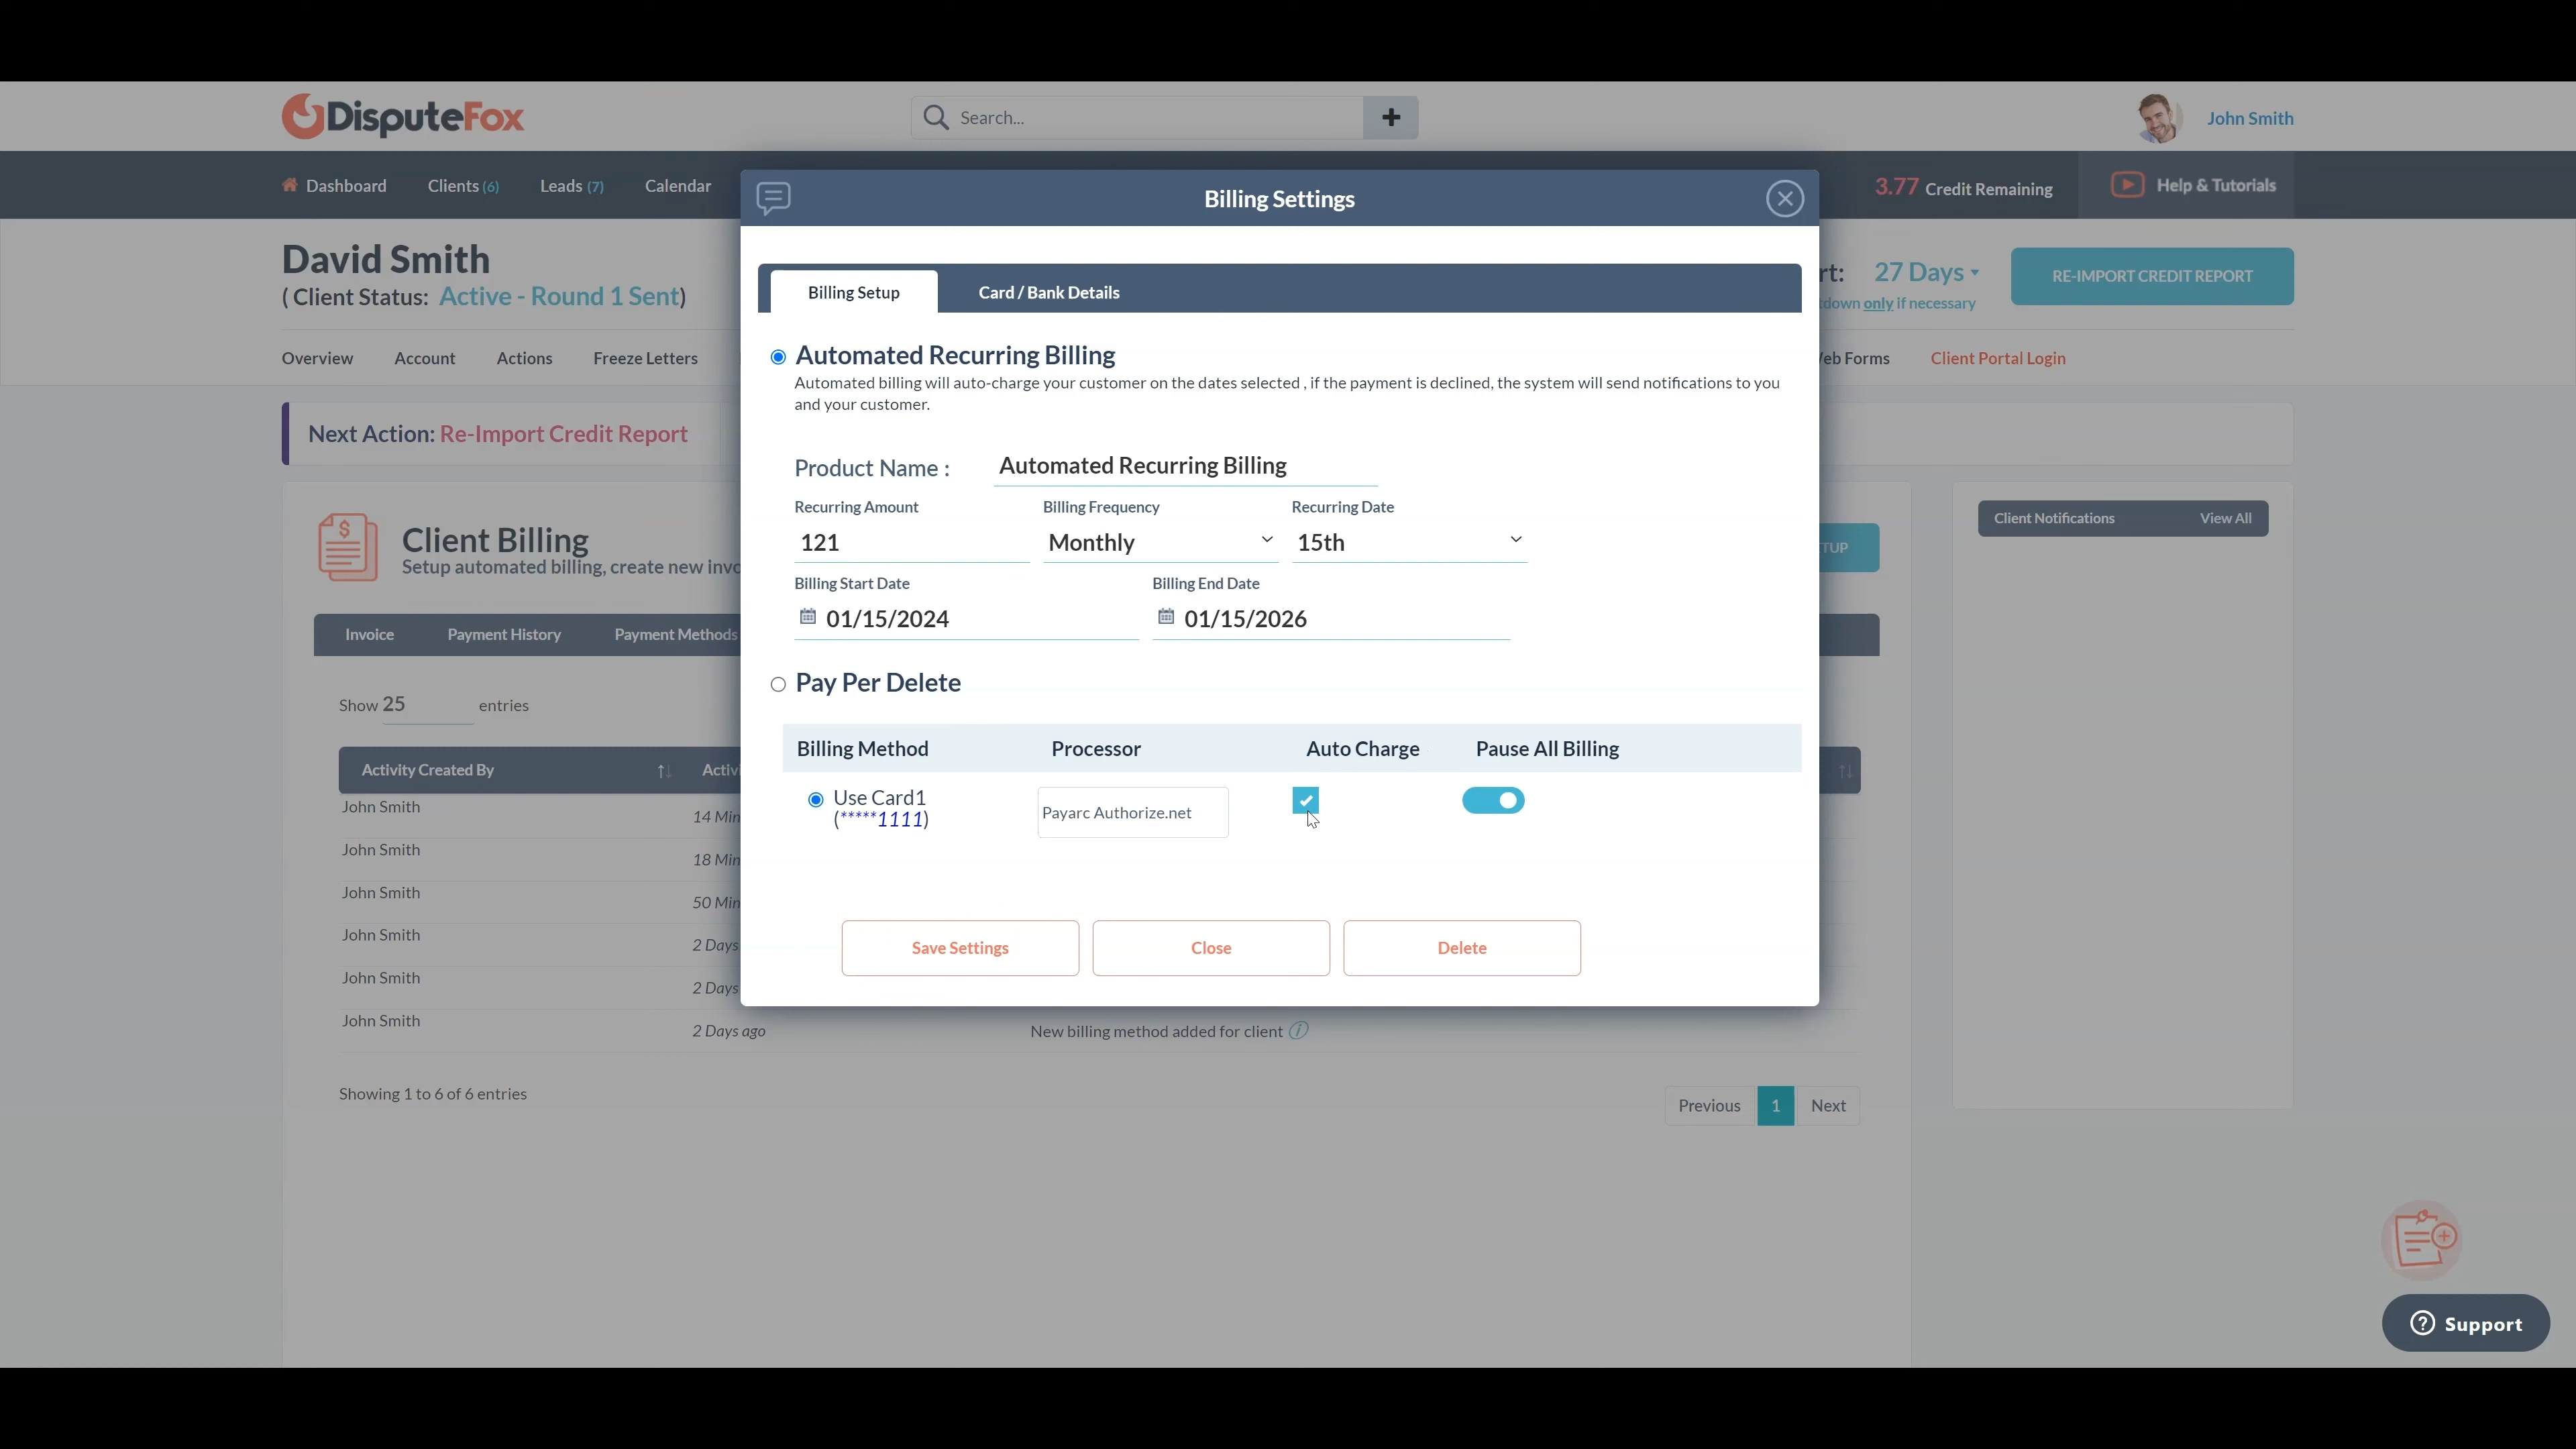 DisputeFox
Search...
John Smith
Dashboard
Clients (6)
Leads (7)
Calendar
3.77 Credit Remaining
Help & Tutorials
Billing Settings
David Smith
( Client Status: Active - Round 1 Sent)
rt: 27 Days
RE-IMPORT CREDIT REPORT
down only if necessary
Billing Setup
Card / Bank Details
Overview
Account
Actions
Freeze Letters
eb Forms
Client Portal Login
Automated Recurring Billing
Automated billing will auto-charge your customer on the dates selected , if the payment is declined, the system will send notifications to you
and your customer.
Next Action: Re-Import Credit Report
Product Name :
Automated Recurring Billing
Recurring Amount
Billing Frequency
Recurring Date
121
Monthly
15th
Billing Start Date
Billing End Date
01/15/2024
01/15/2026
Client Billing
Setup automated billing, create new invo
TUP
Client Notifications
View All
Invoice
Payment History
Payment Methods
Pay Per Delete
Show 25 entries
Billing Method
Processor
Auto Charge
Pause All Billing
Use Card1
(*****1111)
Payarc Authorize.net
Activity Created By
Activi
John Smith
14 Min
John Smith
18 Min
John Smith
50 Min
John Smith
2 Days
John Smith
2 Days
John Smith
2 Days ago
New billing method added for client
Save Settings
Close
Delete
Showing 1 to 6 of 6 entries
Previous
1
Next
Support